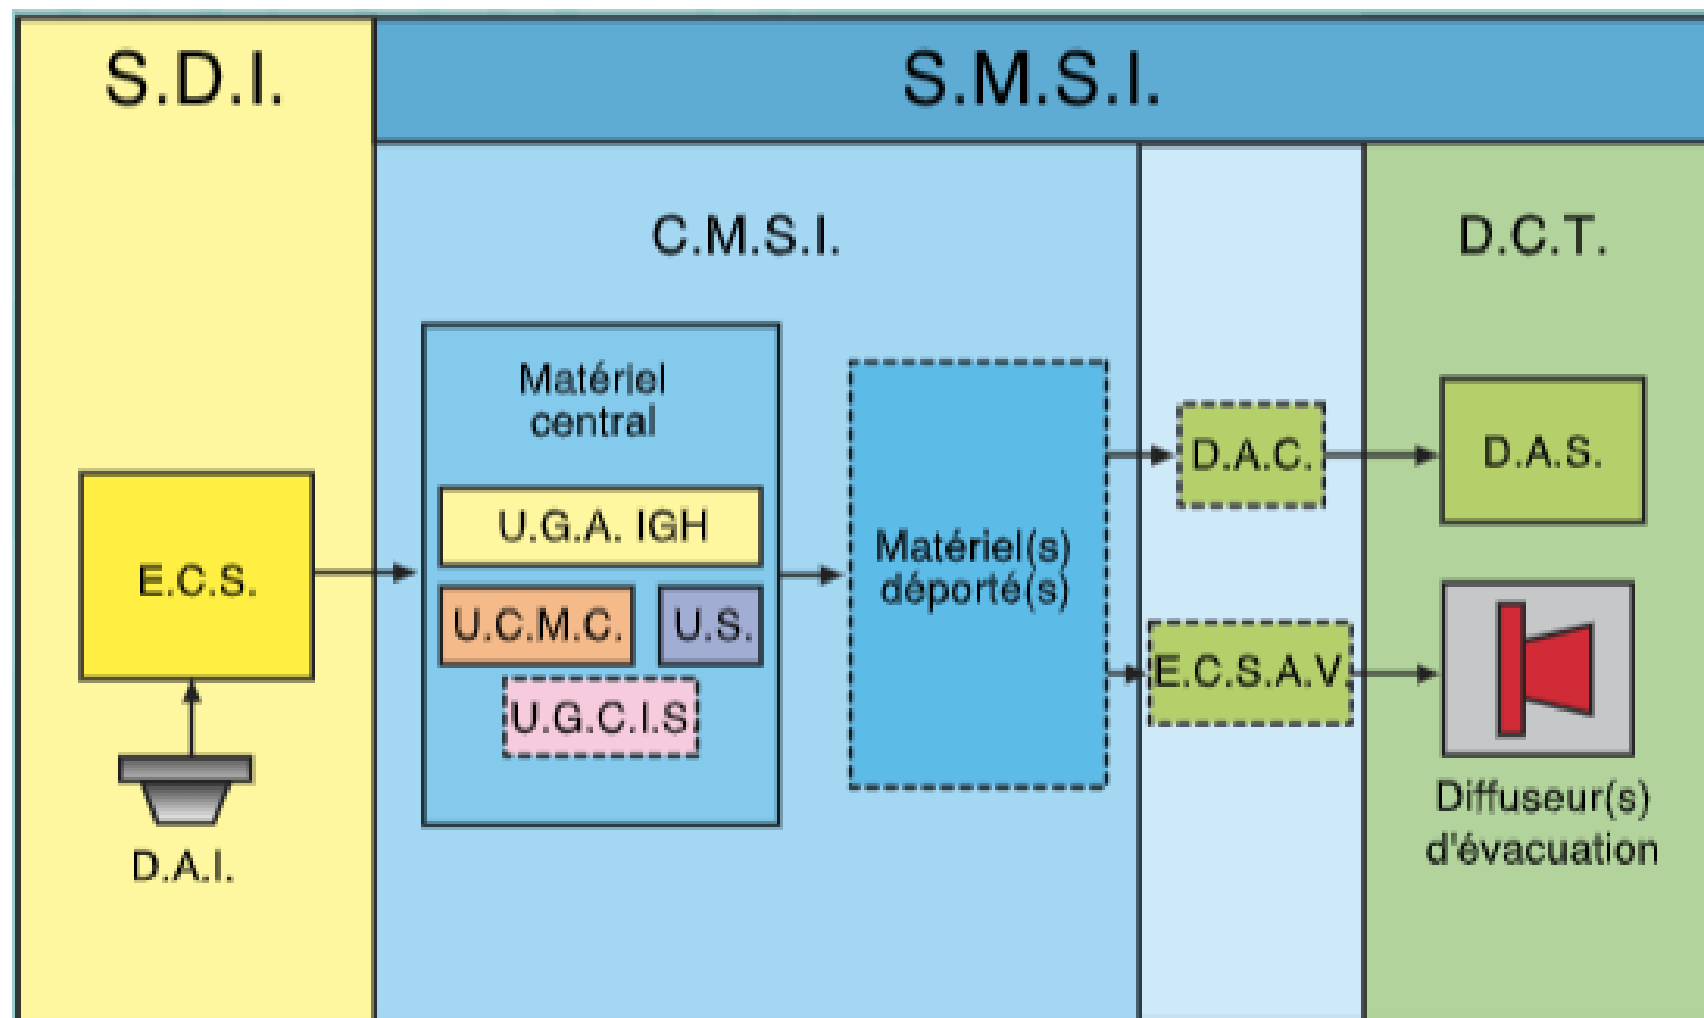 S.D.I.
S.M.S.I.
C.M.S.I.
D.C.T.
Matériel
central
U.G.A. IGH
U.C.M.C.
U.S.
U.G.C.I.S
E.C.S.
D.A.I.
Matériel(s)
déporté(s)
D.A.C.
D.A.S.
E.C.S.A.V.
Diffuseur(s)
d'évacuation